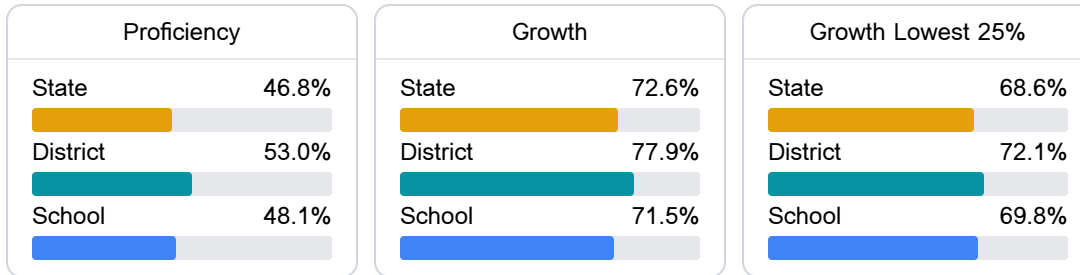 Proficiency
State 46.8%
District 53.0%
School 48.1%
Growth
State 72.6%
District 77.9%
School 71.5%
Growth Lowest 25%
State 68.6%
District 72.1%
School 69.8%